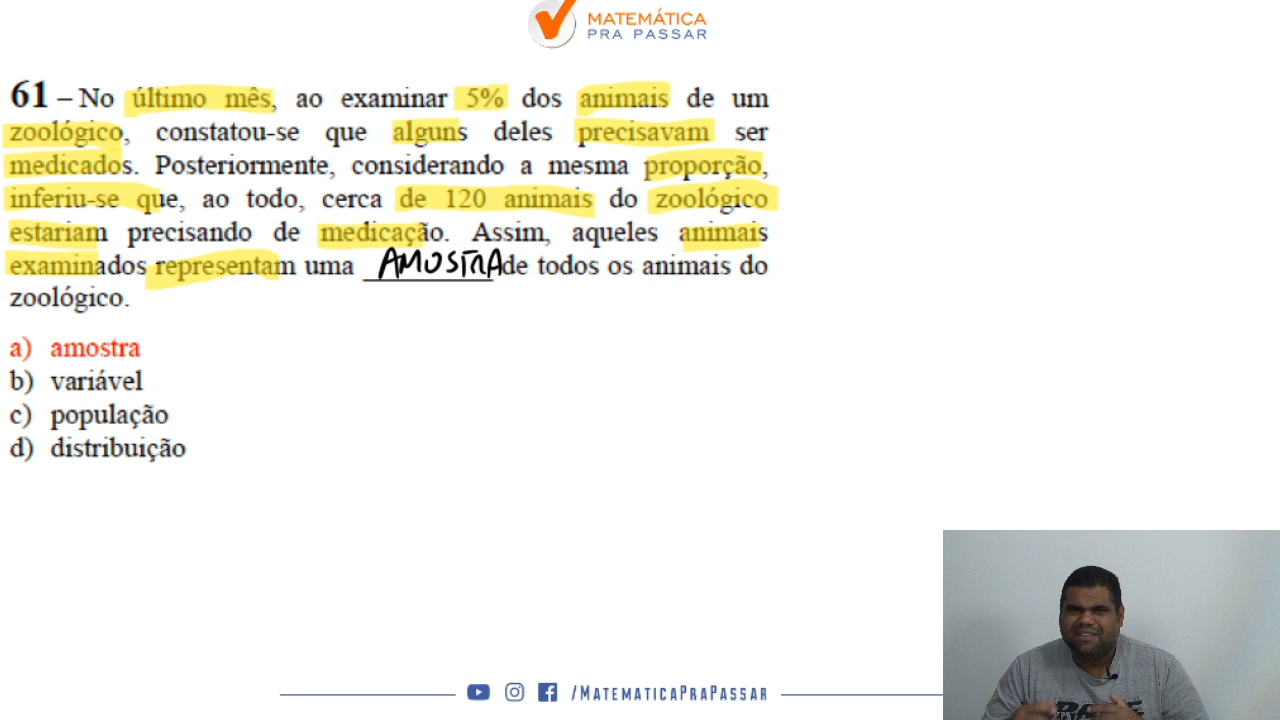 MATEMÁTICA
PRA PASSAR
61 – No último mês, ao examinar 5% dos animais de um
zoológico, constatou-se que alguns deles precisavam ser
medicados. Posteriormente, considerando a mesma proporção,
inferiu-se que, ao todo, cerca de 120 animais do zoológico
estariam precisando de medicação. Assim, aqueles animais
examinados representam uma AMOSTRA de todos os animais do
zoológico.
a) amostra
b) variável
c) população
d) distribuição
/MATEMATICAPRAPASSAR